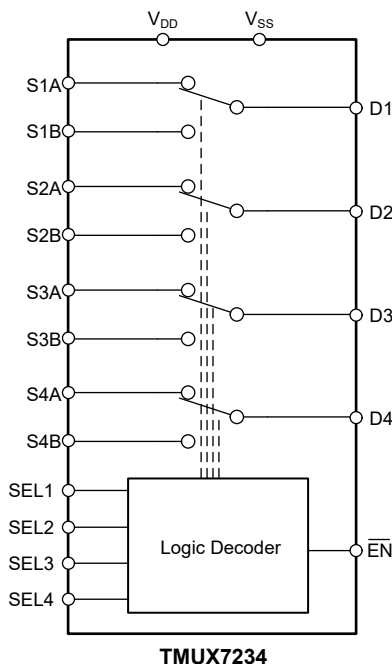 VDD
VSS
S1A
D1
S1B
S2A
D2
S2B
S3A
D3
S3B
S4A
D4
S4B
SEL1
SEL2
Logic Decoder
EN
SEL3
SEL4
TMUX7234